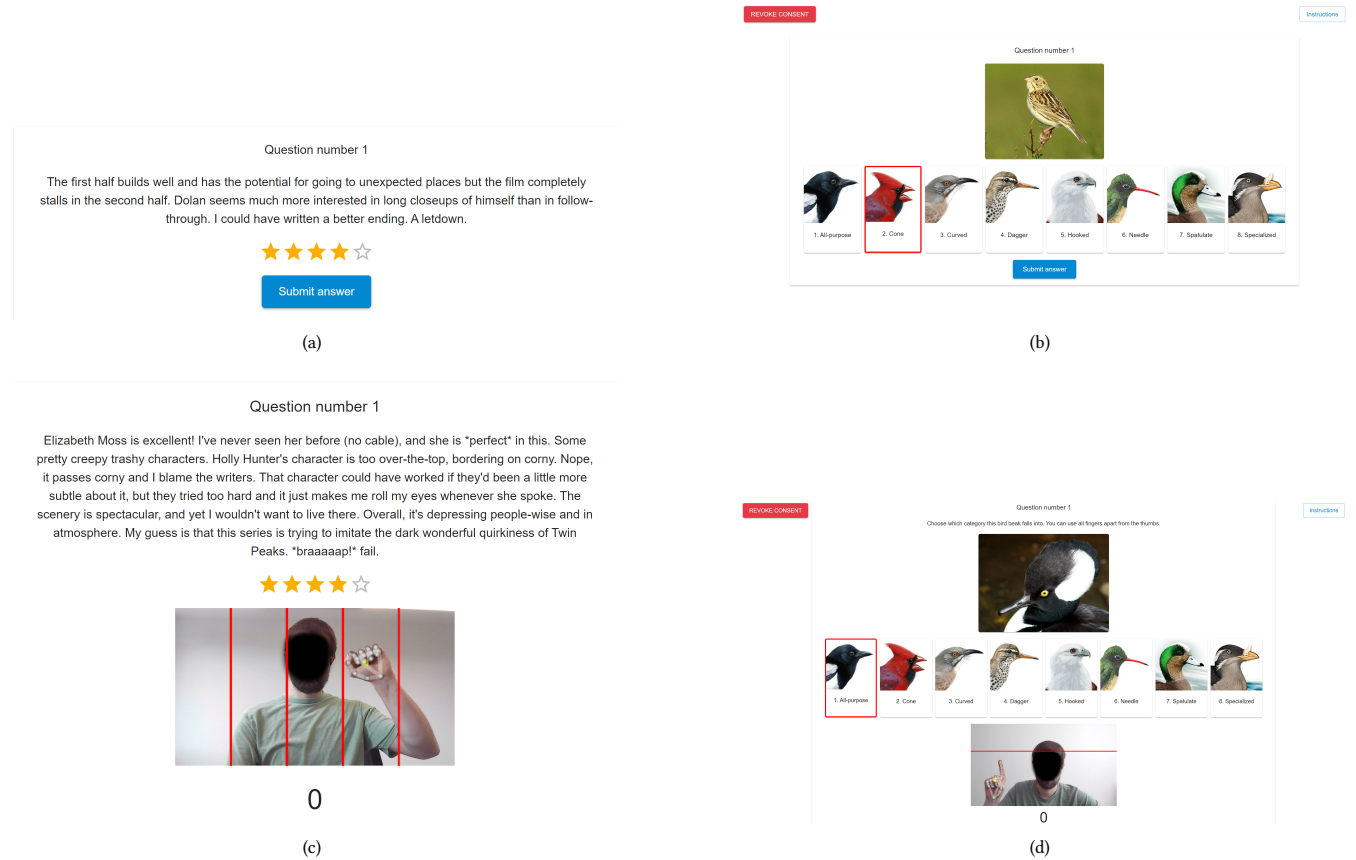 Question number 1
The first half builds well and has the potential for going to unexpected places but the film completely
stalls in the second half. Dolan seems much more interested in long closeups of himself than in follow-
through. I could have written a better ending. A letdown.
Submit answer
(a)
REVOKE CONSENT
Instructions
Question number 1
1. All-purpose
2. Cone
3. Curved
4. Dagger
5. Hooked
6. Needle
7. Spatulate
8. Specialized
Submit answer
(b)
Question number 1
Elizabeth Moss is excellent! I've never seen her before (no cable), and she is *perfect* in this. Some
pretty creepy trashy characters. Holly Hunter's character is too over-the-top, bordering on corny. Nope,
it passes corny and I blame the writers. That character could have worked if they'd been a little more
subtle about it, but they tried too hard and it just makes me roll my eyes whenever she spoke. The
scenery is spectacular, and yet I wouldn't want to live there. Overall, it's depressing people-wise and in
atmosphere. My guess is that this series is trying to imitate the dark wonderful quirkiness of Twin
Peaks. *braaaaap!* fail.
0
(c)
REVOKE CONSENT
Instructions
Question number 1
Choose which category this bird beak falls into. You can use all fingers apart from the thumbs.
1. All-purpose
2. Cone
3. Curved
4. Dagger
5. Hooked
6. Needle
7. Spatulate
8. Specialized
0
(d)